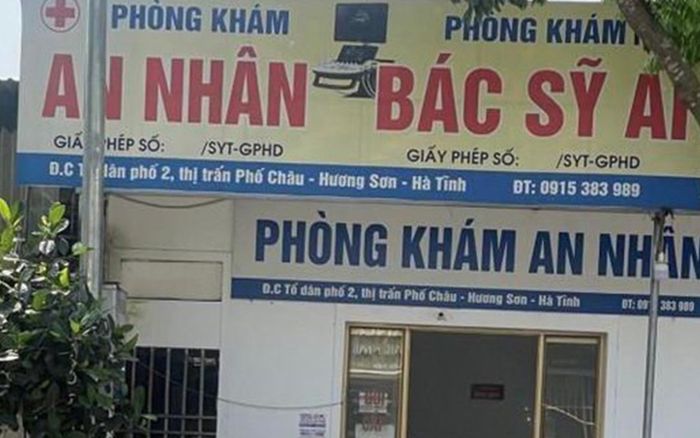 PHÒNG KHÁM
AN NHÂN
GIẤY PHÉP SỐ: /SYT-GPHD
PHÒNG KHÁM
BÁC SỸ
GIẤY PHÉP SỐ: /SYT-GPHD
Đ.C Tổ dân phố 2, thị trấn Phố Châu - Hương Sơn - Hà Tĩnh ĐT: 0915 383 989
PHÒNG KHÁM AN NHÂN
Đ.C Tổ dân phố 2, thị trấn Phố Châu - Hương Sơn - Hà Tĩnh ĐT: 0915 383 989